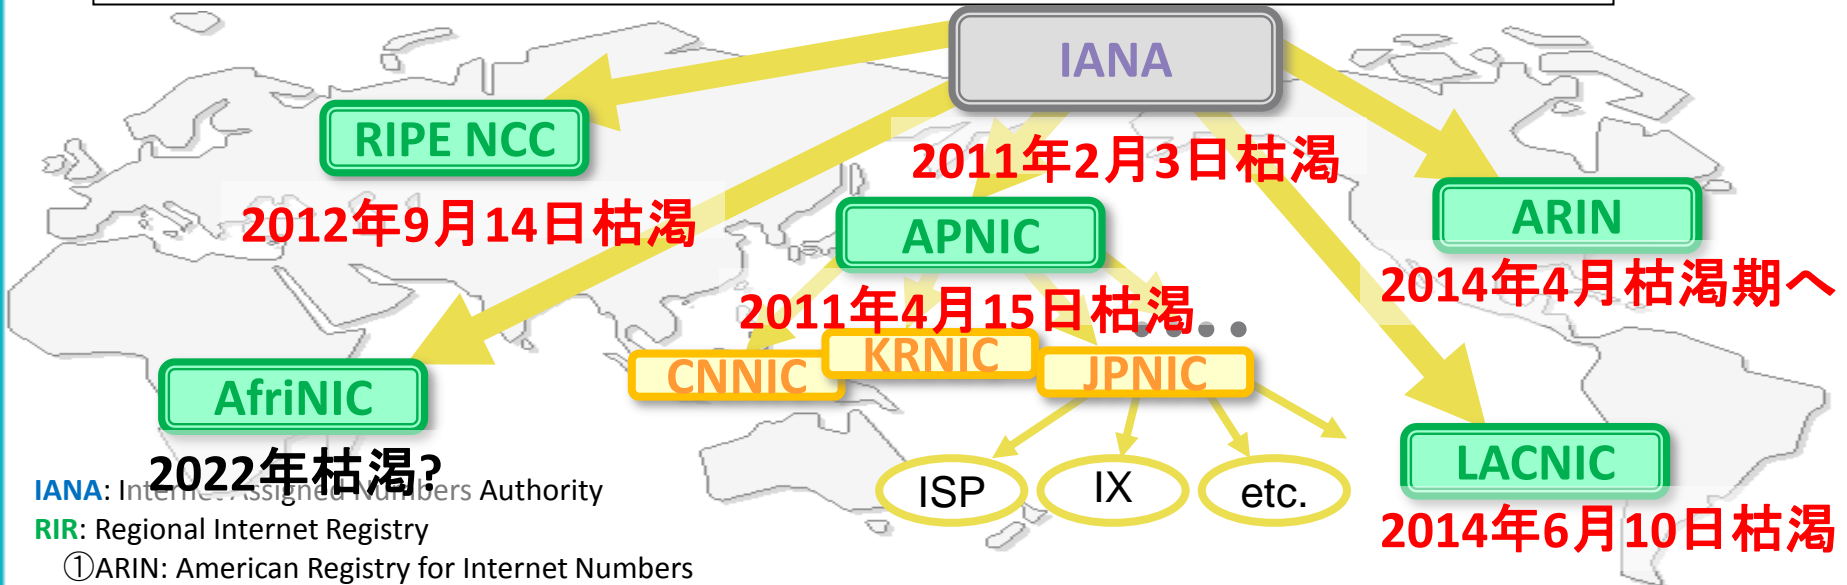 IANA
RIPE NCC
2011年2月3日枯渇
2012年9月14日枯渇
APNIC
ARIN
2014年4月枯渇期へ
2011年4月15日枯渇
CNNIC
KRNIC
JPNIC
AfriNIC
2022年枯渇?
LACNIC
2014年6月10日枯渇
ISP
IX
etc.
IANA: Internet Assigned Numbers Authority
RIR: Regional Internet Registry
①ARIN: American Registry for Internet Numbers